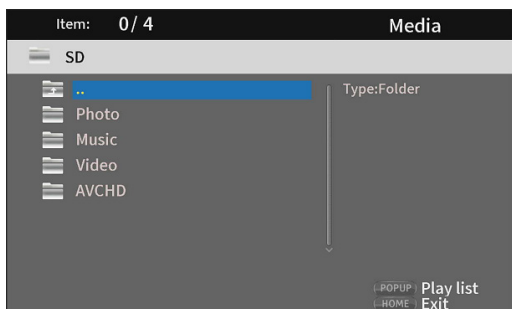 Item: 0/ 4 Media
SD
.. Type:Folder
Photo
Music
Video
AVCHD
POPUP Play list
HOME Exit